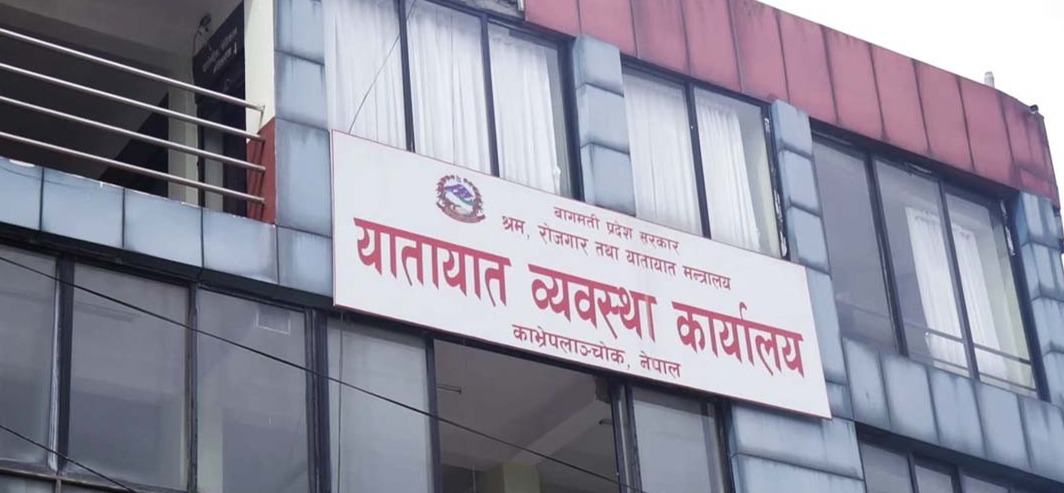 बागमती प्रदेश सरकार
श्रम, रोजगार तथा यातायात मन्त्रालय
यातायात व्यवस्था कार्यालय
काभ्रेपलाञ्चोक, नेपाल